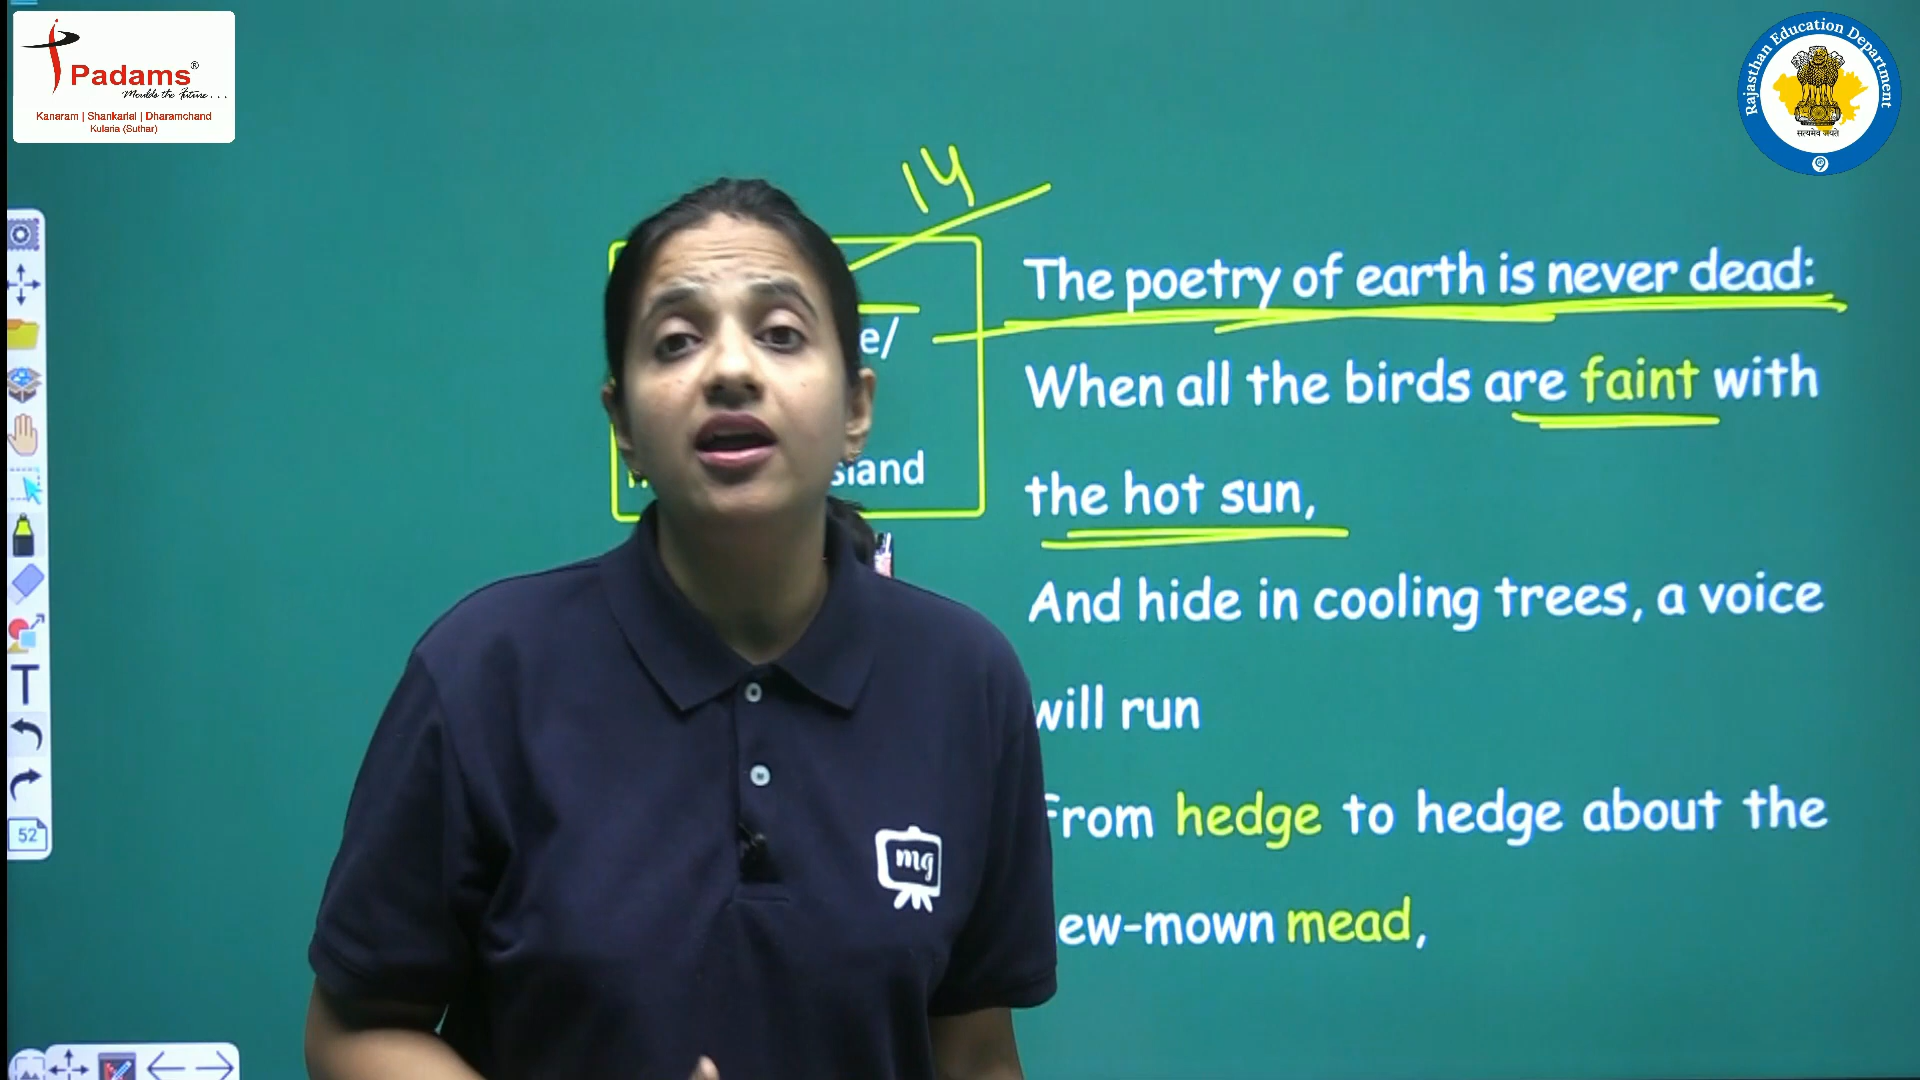 Padams®
Moulds the Future...
Kanaram | Shankarlal | Dharamchand
Kularia (Suthar)
Rajasthan Education Department
सत्यमेव जयते
14
e/
The poetry of earth is never dead:
When all the birds are faint with
the hot sun,
And hide in cooling trees, a voice
will run
From hedge to hedge about the
ew-mown mead,
mg
T
52